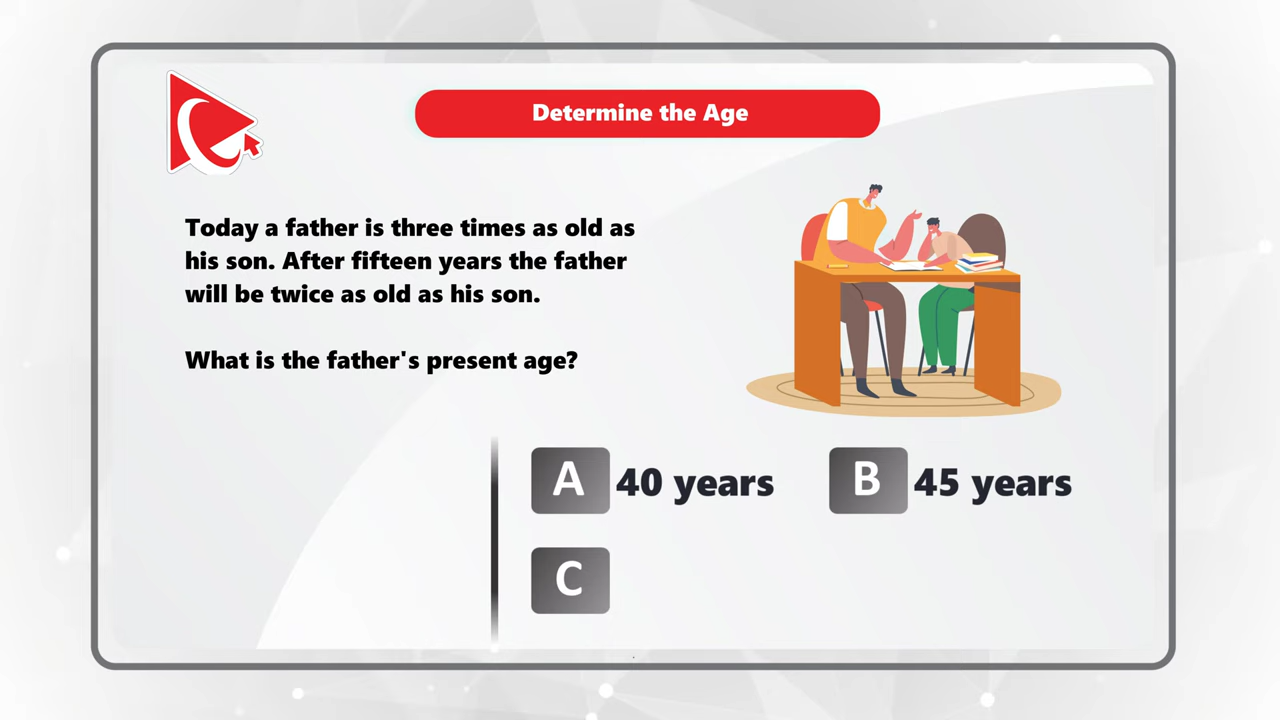 Determine the Age
Today a father is three times as old as
his son. After fifteen years the father
will be twice as old as his son.
What is the father's present age?
A 40 years
B 45 years
C